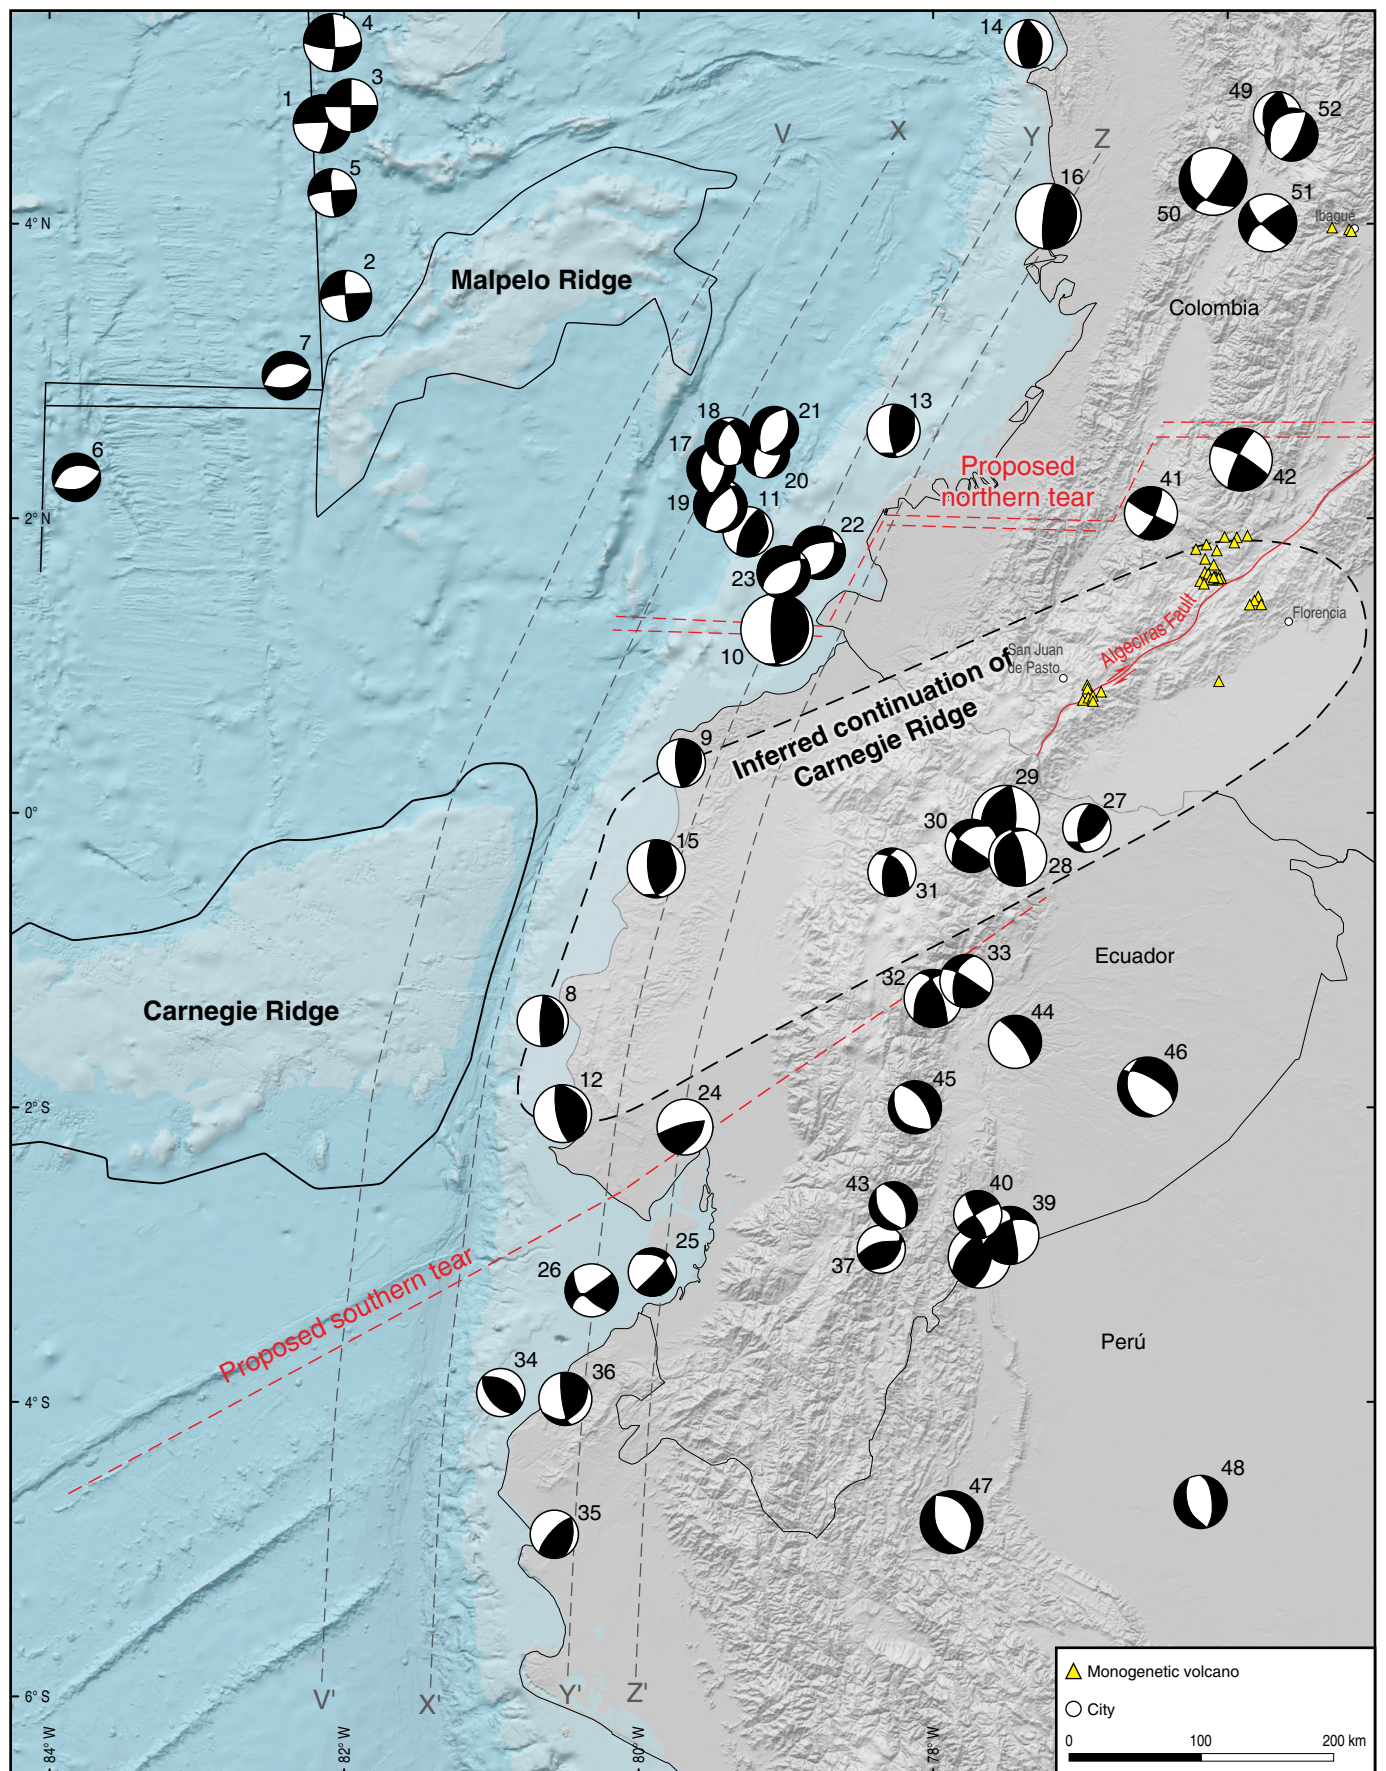 4
14
3
1
49
52
V
X
Y
Z
5
16
51
50
Ibagué
4° N
2
Malpelo Ridge
Colombia
7
13
21
18
17
6
Proposed
northern tear
41
42
20
19
11
22
2° N
23
Algeciras Fault
Florencia
10
San Juan
de Pasto
Inferred continuation of
Carnegie Ridge
9
29
27
30
0°
15
28
31
Ecuador
33
32
8
Carnegie Ridge
44
46
12
24
45
2° S
43
40
39
25
37
26
Proposed southern tear
Perú
34
36
4° S
47
48
35
V'
X'
Y'
Z'
6° S
84° W
82° W
80° W
78° W
Monogenetic volcano
City
0
100
200 km